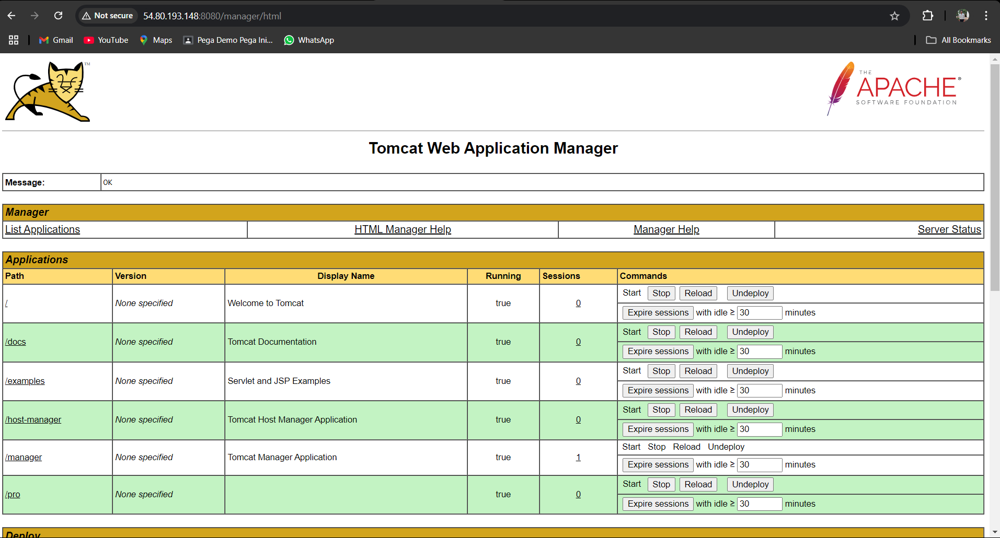 Not secure 54.80.193.148:8080/manager/html
Gmail YouTube Maps Pega Demo Pega Ini... WhatsApp All Bookmarks
TM
THE
APACHE®
SOFTWARE FOUNDATION
Tomcat Web Application Manager
Message: OK
Manager
List Applications HTML Manager Help Manager Help Server Status
Applications
Path Version Display Name Running Sessions Commands
/ None specified Welcome to Tomcat true 0 Start Stop Reload Undeploy
Expire sessions with idle ≥ 30 minutes
/docs None specified Tomcat Documentation true 0 Start Stop Reload Undeploy
Expire sessions with idle ≥ 30 minutes
/examples None specified Servlet and JSP Examples true 0 Start Stop Reload Undeploy
Expire sessions with idle ≥ 30 minutes
/host-manager None specified Tomcat Host Manager Application true 0 Start Stop Reload Undeploy
Expire sessions with idle ≥ 30 minutes
/manager None specified Tomcat Manager Application true 1 Start Stop Reload Undeploy
Expire sessions with idle ≥ 30 minutes
/pro None specified true 0 Start Stop Reload Undeploy
Expire sessions with idle ≥ 30 minutes
Deploy